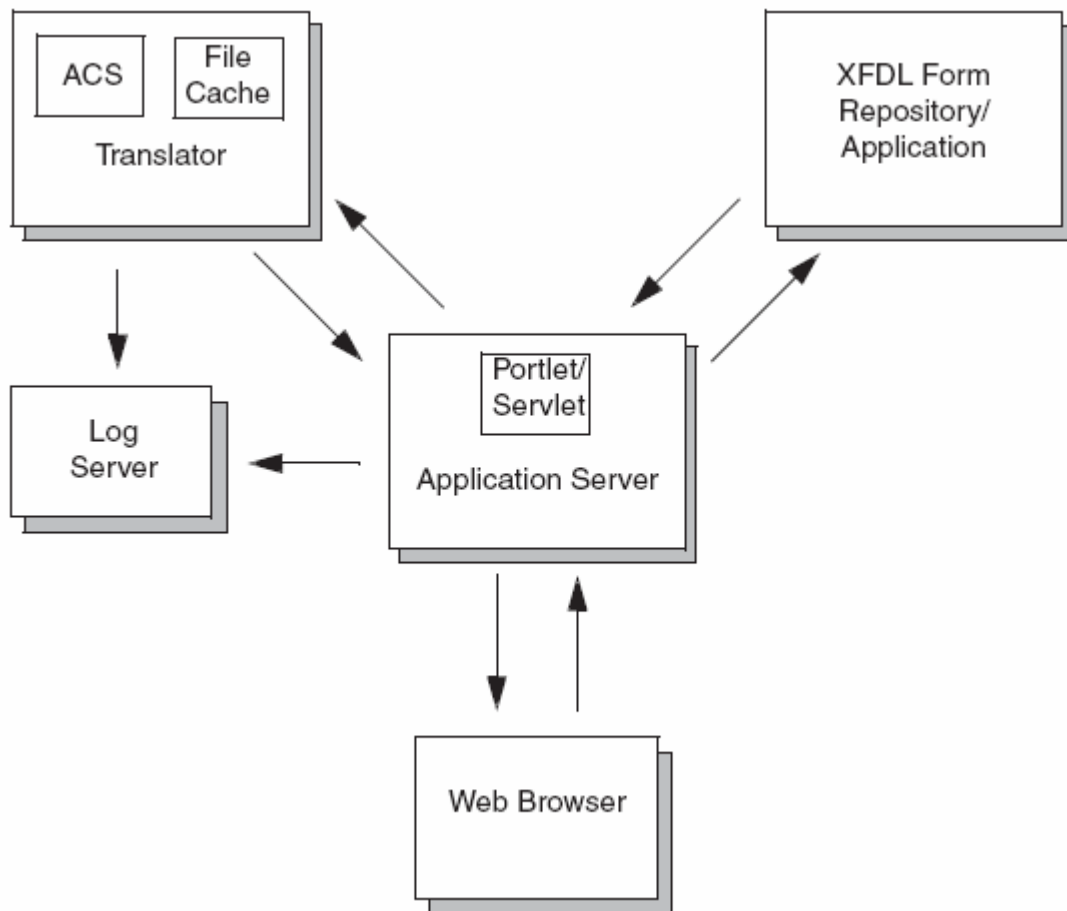 ACS
File
Cache
Translator
XFDL Form
Repository/
Application
Portlet/
Servlet
Application Server
Log
Server
Web Browser